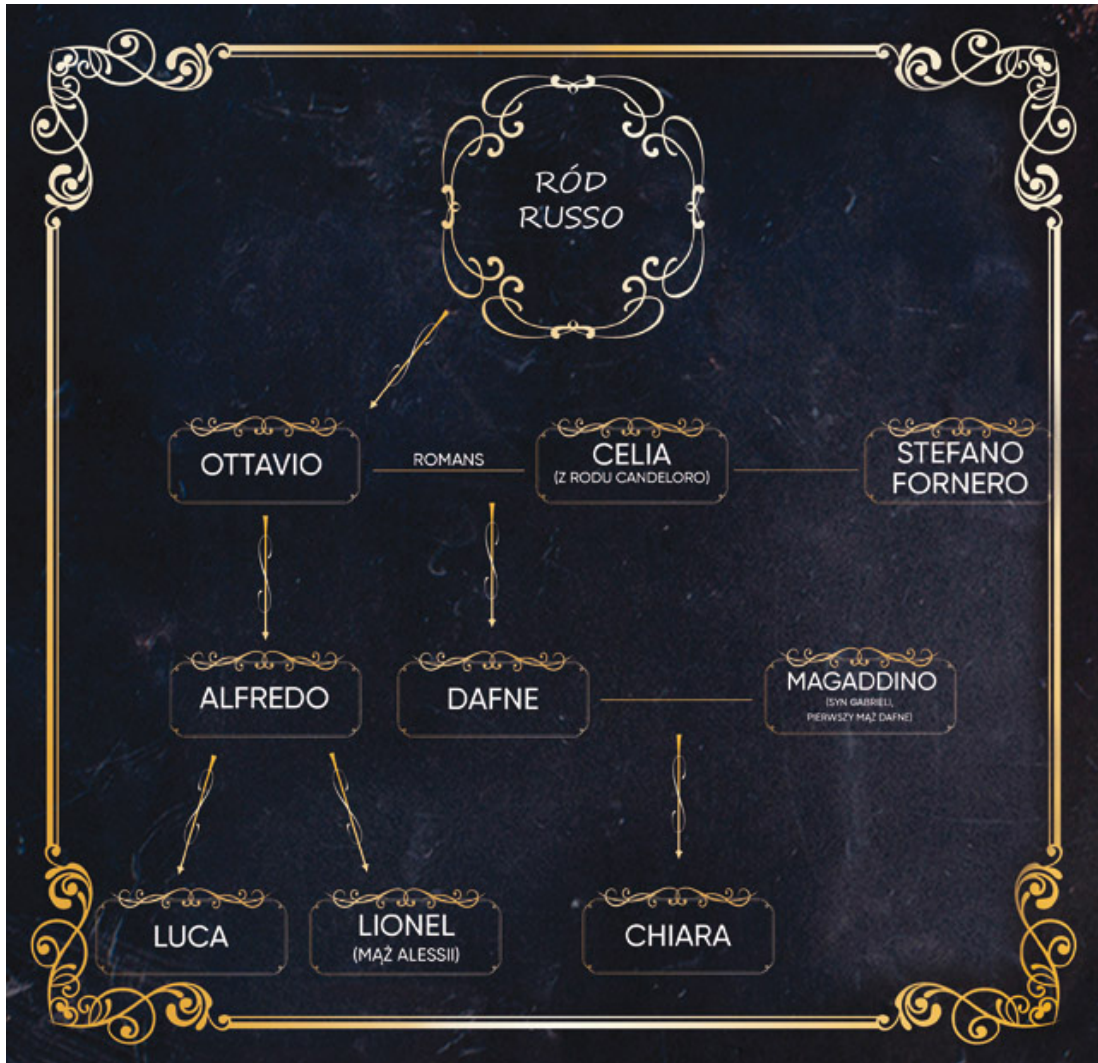 RÓD
RUSSO
OTTAVIO
ROMANS
CELIA
(Z RODU CANDELORO)
STEFANO
FORNERO
ALFREDO
DAFNE
MAGADDINO
(SYN GABRIELI,
PIERWSZY MĄŻ DAFNE)
LUCA
LIONEL
(MĄŻ ALESSII)
CHIARA